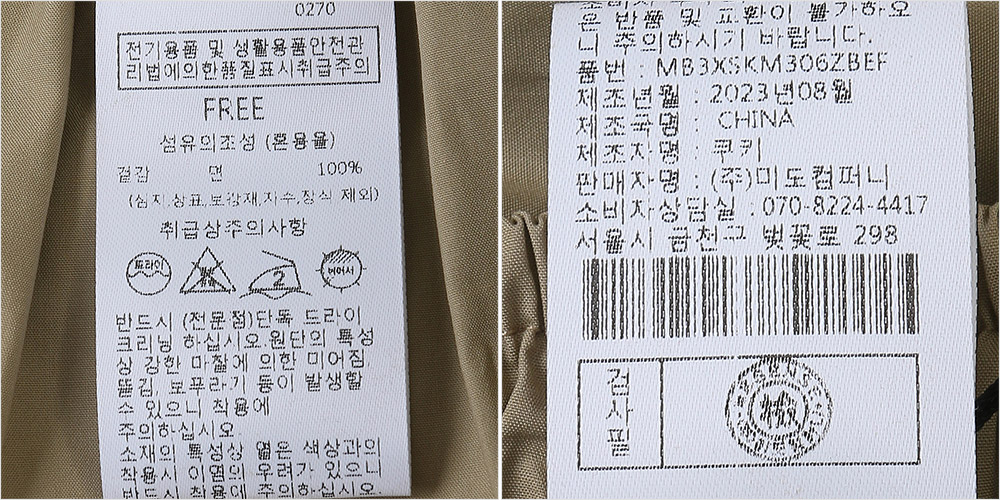 0270
전기용품 및 생활용품안전관
리법에의한품질표시취급주의
FREE
섬유의조성 (혼용율)
겉감 면 100%
(심지,상표,보강재,자수,장식 제외)
취급상주의사항
드라이
2
뉘어서
반드시 (전문점)단독 드라이
크리닝 하십시오.원단의 특성
상 강한 마찰에 의한 미어짐,
뜯김, 보푸라기 등이 발생할
수 있으니 착용에
주의하십시오.
소재의 특성상 옅은 색상과의
착용시 이염의 우려가 있으니
반드시 착용에 주의하십시오.
은 반품 및 교환이 불가하오
니 주의하시기 바랍니다.
품번 : MB3XSKM306ZBEF
제조년월 : 2023년08월
제조국명 : CHINA
제조자명 : 쿠키
판매자명 : (주)미도컴퍼니
소비자상담실 : 070-8224-4417
서울시 금천구 벚꽃로 298
검사필